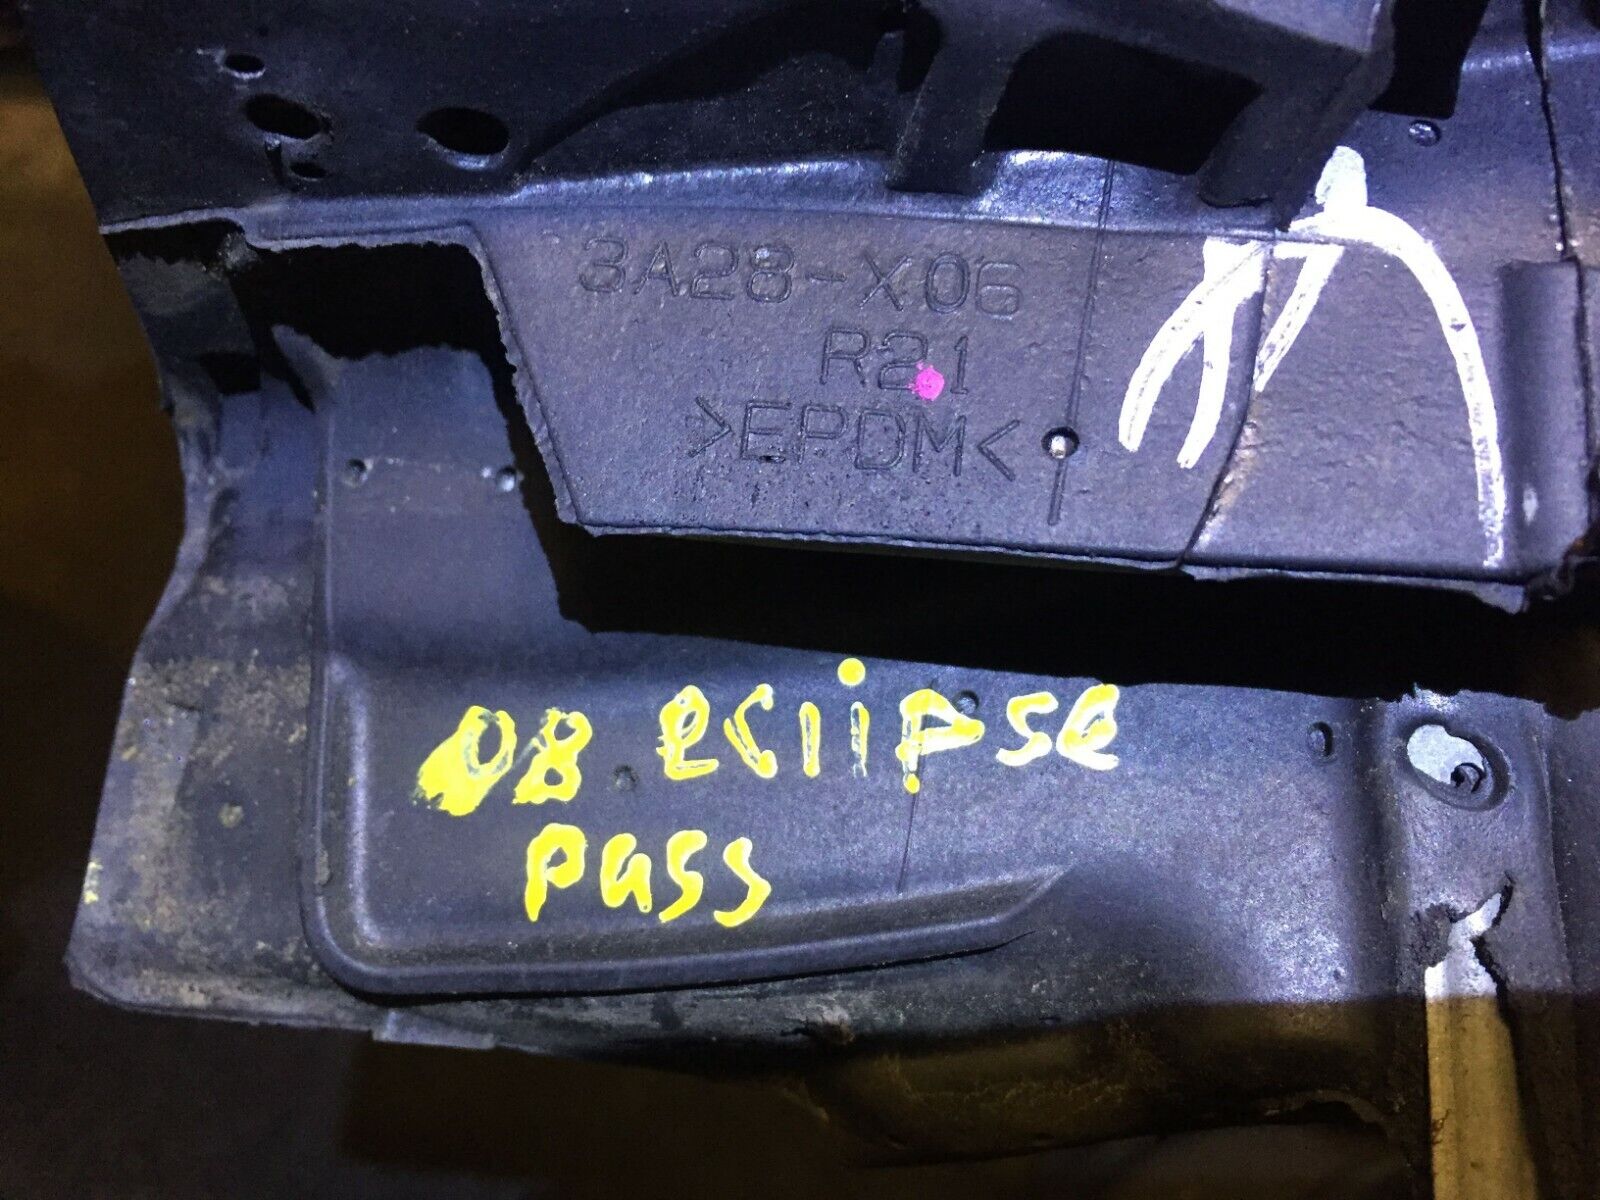 3A28-X06
R21
>EPDM<
08 eclipse
pass